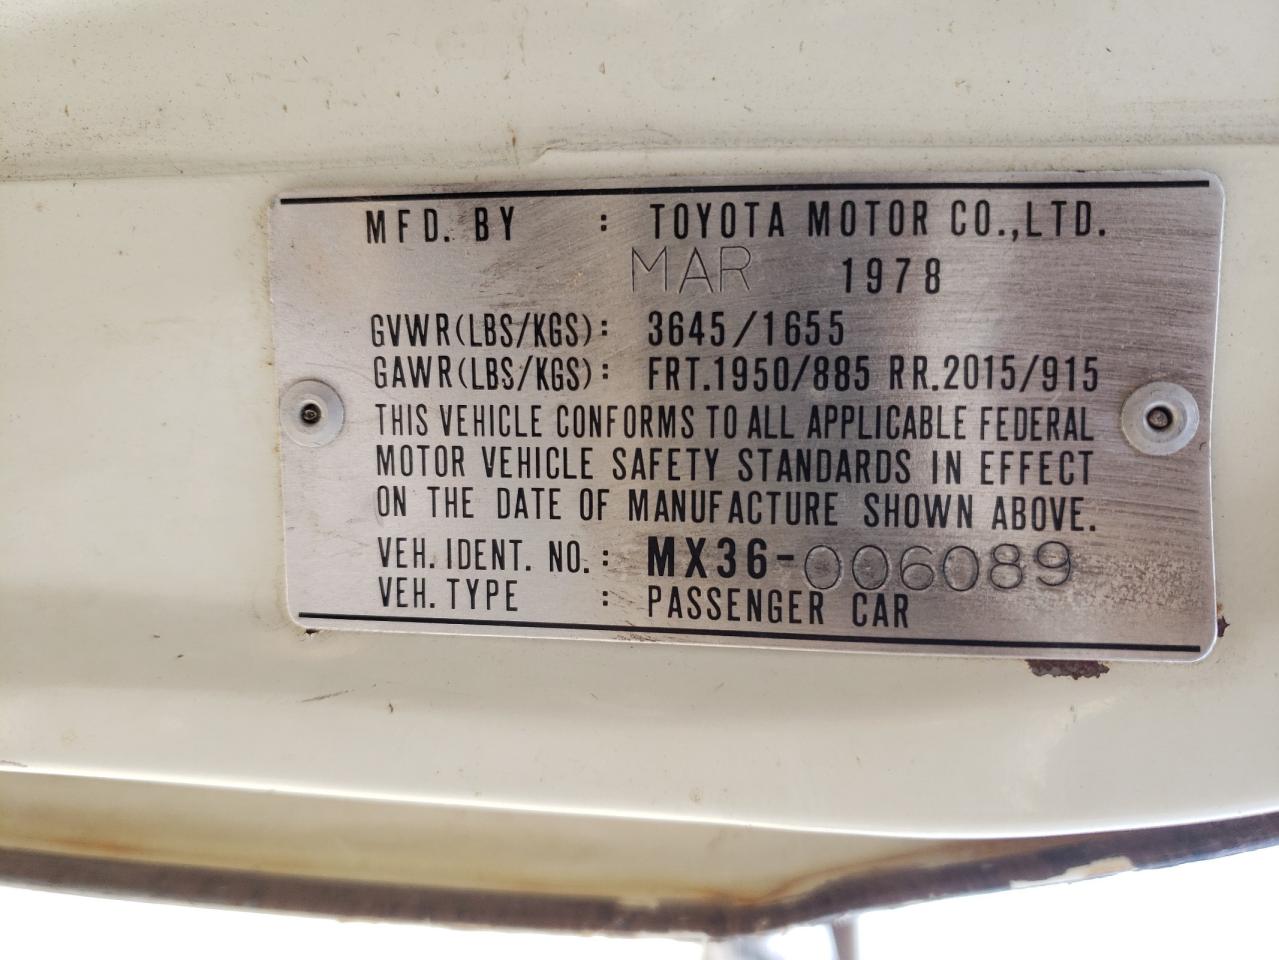 MFD. BY : TOYOTA MOTOR CO.,LTD.
MAR 1978
GVWR(LBS/KGS): 3645/1655
GAWR(LBS/KGS): FRT.1950/885 RR.2015/915
THIS VEHICLE CONFORMS TO ALL APPLICABLE FEDERAL
MOTOR VEHICLE SAFETY STANDARDS IN EFFECT
ON THE DATE OF MANUFACTURE SHOWN ABOVE.
VEH. IDENT. NO.: MX36-006089
VEH. TYPE : PASSENGER CAR